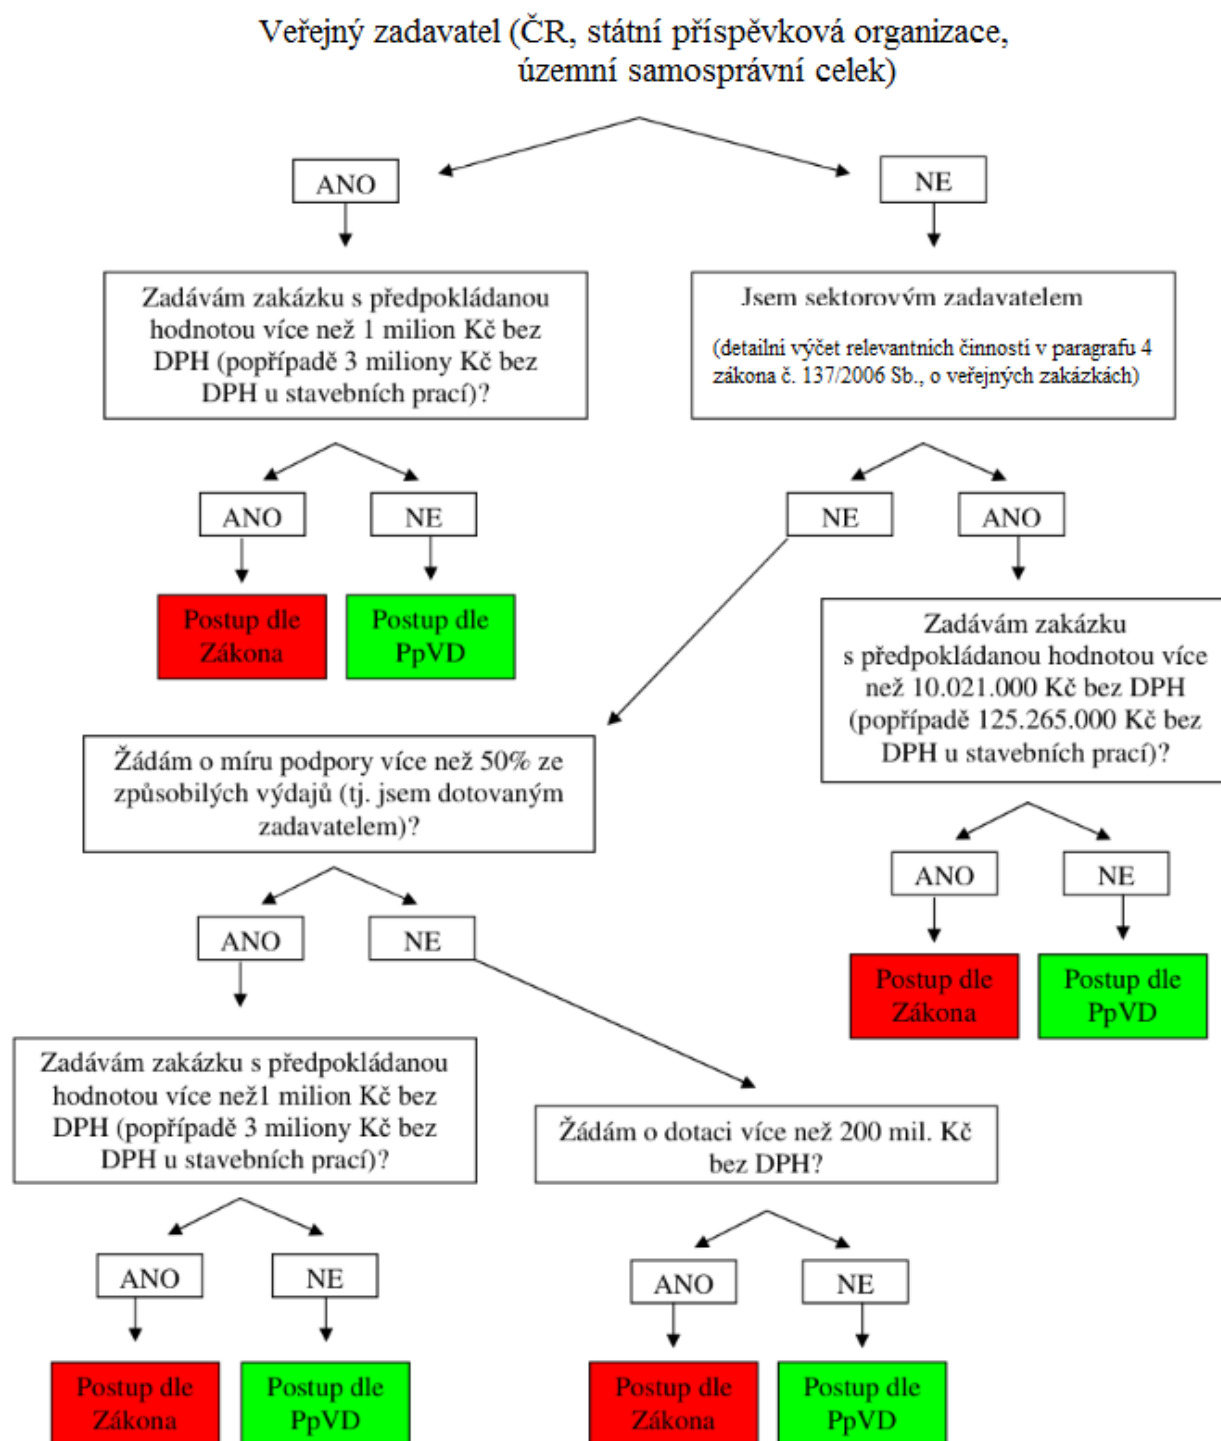 Veřejný zadavatel (ČR, státní příspěvková organizace,
územní samosprávní celek)
ANO
NE
Zadávám zakázku s předpokládanou
hodnotou více než 1 milion Kč bez
DPH (popřípadě 3 miliony Kč bez
DPH u stavebních prací)?
Jsem sektorovým zadavatelem
(detailni výčet relevantních činností v paragrafu 4
zákona č. 137/2006 Sb., o veřejných zakázkách)
ANO
NE
NE
ANO
Postup dle
Zákona
Postup dle
PpVD
Zadávám zakázku
s předpokládanou hodnotou více
než 10.021.000 Kč bez DPH
(popřípadě 125.265.000 Kč bez
DPH u stavebních prací)?
Žádám o míru podpory více než 50% ze
způsobilých výdajů (tj. jsem dotovaným
zadavatelem)?
ANO
NE
ANO
NE
Postup dle
Zákona
Postup dle
PpVD
Zadávám zakázku s předpokládanou
hodnotou více než1 milion Kč bez
DPH (popřípadě 3 miliony Kč bez
DPH u stavebních prací)?
Žádám o dotaci více než 200 mil. Kč
bez DPH?
ANO
NE
ANO
NE
Postup dle
Zákona
Postup dle
PpVD
Postup dle
Zákona
Postup dle
PpVD